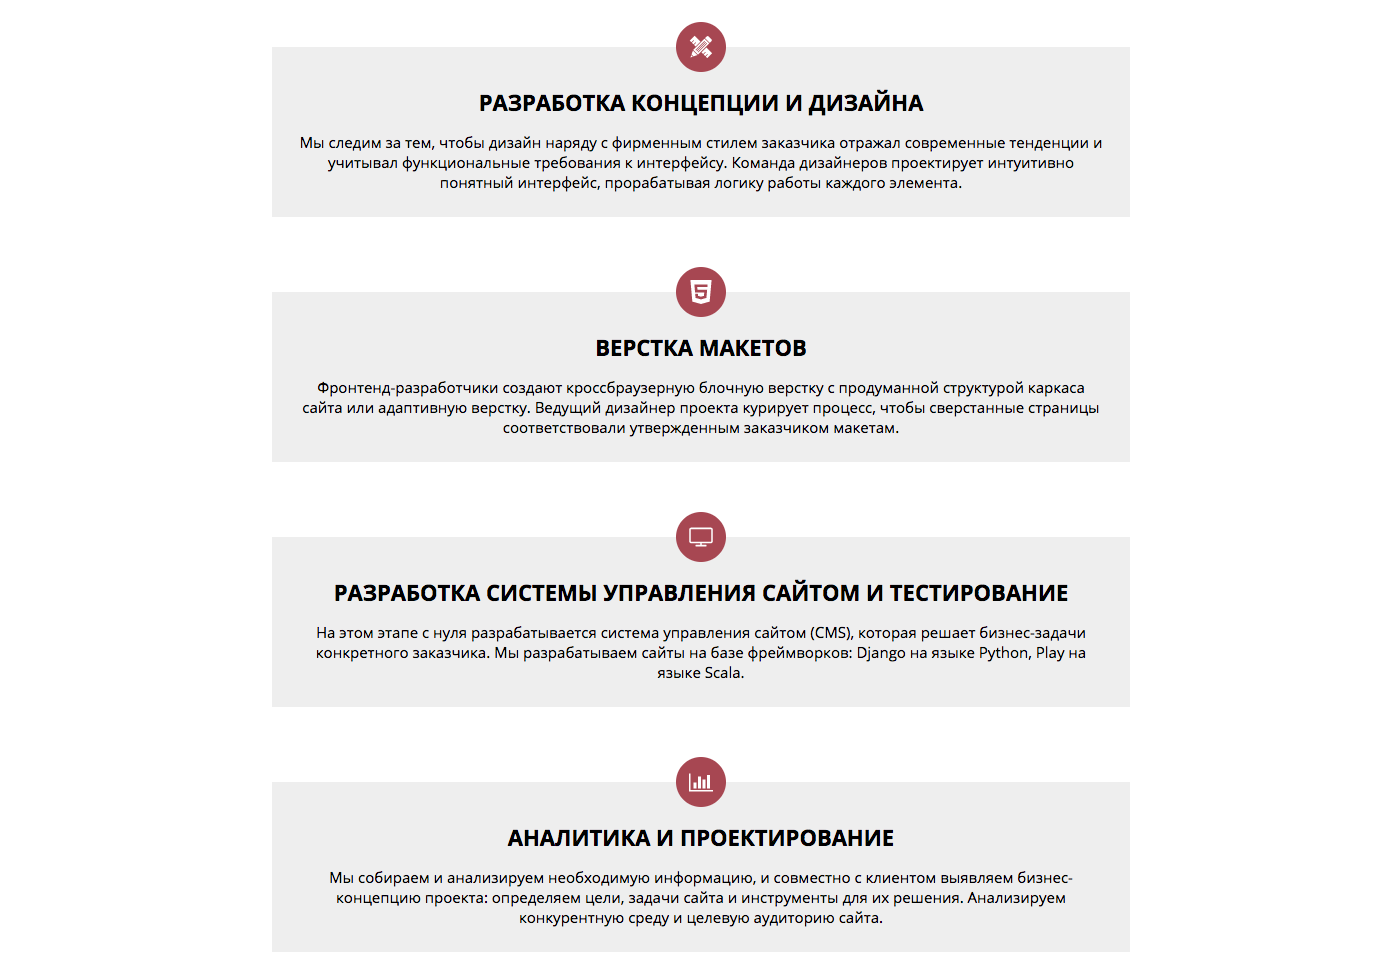 РАЗРАБОТКА КОНЦЕПЦИИ И ДИЗАЙНА
Мы следим за тем, чтобы дизайн наряду с фирменным стилем заказчика отражал современные тенденции и
учитывал функциональные требования к интерфейсу. Команда дизайнеров проектирует интуитивно
понятный интерфейс, прорабатывая логику работы каждого элемента.
ВЕРСТКА МАКЕТОВ
Фронтенд-разработчики создают кроссбраузерную блочную верстку с продуманной структурой каркаса
сайта или адаптивную верстку. Ведущий дизайнер проекта курирует процесс, чтобы сверстанные страницы
соответствовали утвержденным заказчиком макетам.
РАЗРАБОТКА СИСТЕМЫ УПРАВЛЕНИЯ САЙТОМ И ТЕСТИРОВАНИЕ
На этом этапе с нуля разрабатывается система управления сайтом (CMS), которая решает бизнес-задачи
конкретного заказчика. Мы разрабатываем сайты на базе фреймворков: Django на языке Python, Play на
языке Scala.
АНАЛИТИКА И ПРОЕКТИРОВАНИЕ
Мы собираем и анализируем необходимую информацию, и совместно с клиентом выявляем бизнес-
концепцию проекта: определяем цели, задачи сайта и инструменты для их решения. Анализируем
конкурентную среду и целевую аудиторию сайта.